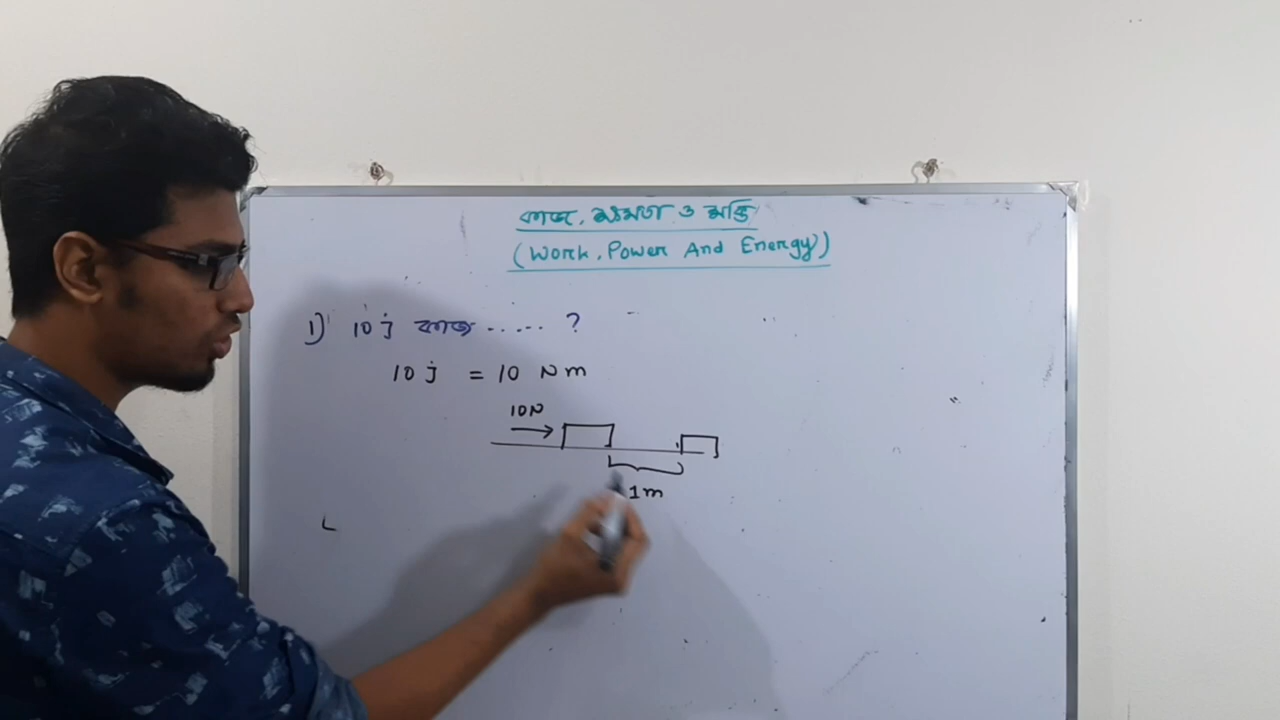 কাজ, ক্ষমতা ও শক্তি
(Work, Power And Energy)
1) 10 j কাজ ..... ?
10 j = 10 Nm
10N
1m